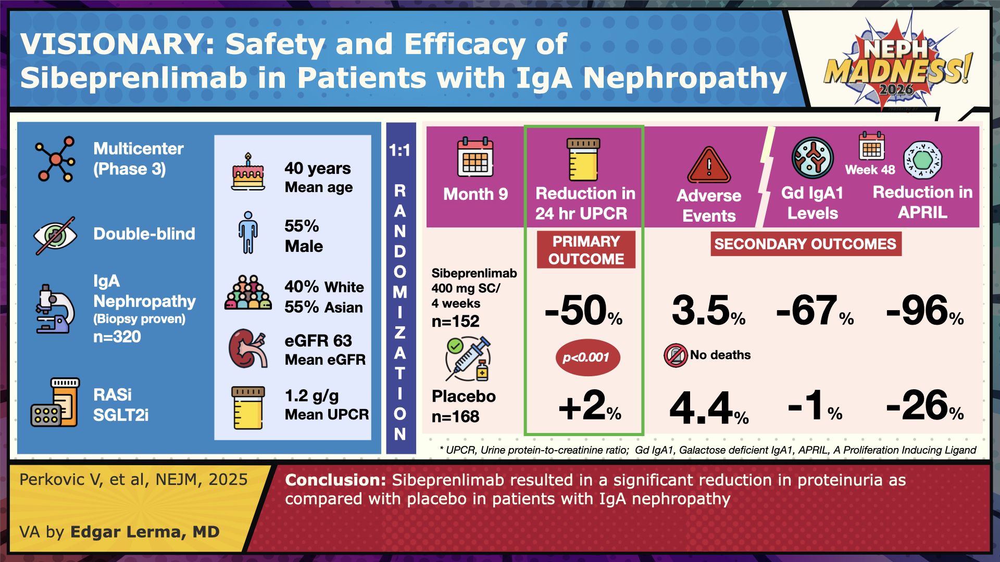 VISIONARY: Safety and Efficacy of
Sibeprenlimab in Patients with IgA Nephropathy
NEPH
MADNESS!
2026
Multicenter
(Phase 3)
Double-blind
IgA
Nephropathy
(Biopsy proven)
n=320
RASi
SGLT2i
40 years
Mean age
55%
Male
40% White
55% Asian
eGFR 63
Mean eGFR
1.2 g/g
Mean UPCR
1:1
RANDOMIZATION
Month 9
Reduction in
24 hr UPCR
Adverse
Events
Gd IgA1
Levels
Week 48
Reduction in
APRIL
PRIMARY
OUTCOME
SECONDARY OUTCOMES
Sibeprenlimab
400 mg SC/
4 weeks
n=152
-50%
3.5%
-67%
-96%
p<0.001
No deaths
Placebo
n=168
+2%
4.4%
-1%
-26%
* UPCR, Urine protein-to-creatinine ratio; Gd IgA1, Galactose deficient IgA1, APRIL, A Proliferation Inducing Ligand
Perkovic V, et al, NEJM, 2025
VA by Edgar Lerma, MD
Conclusion: Sibeprenlimab resulted in a significant reduction in proteinuria as
compared with placebo in patients with IgA nephropathy